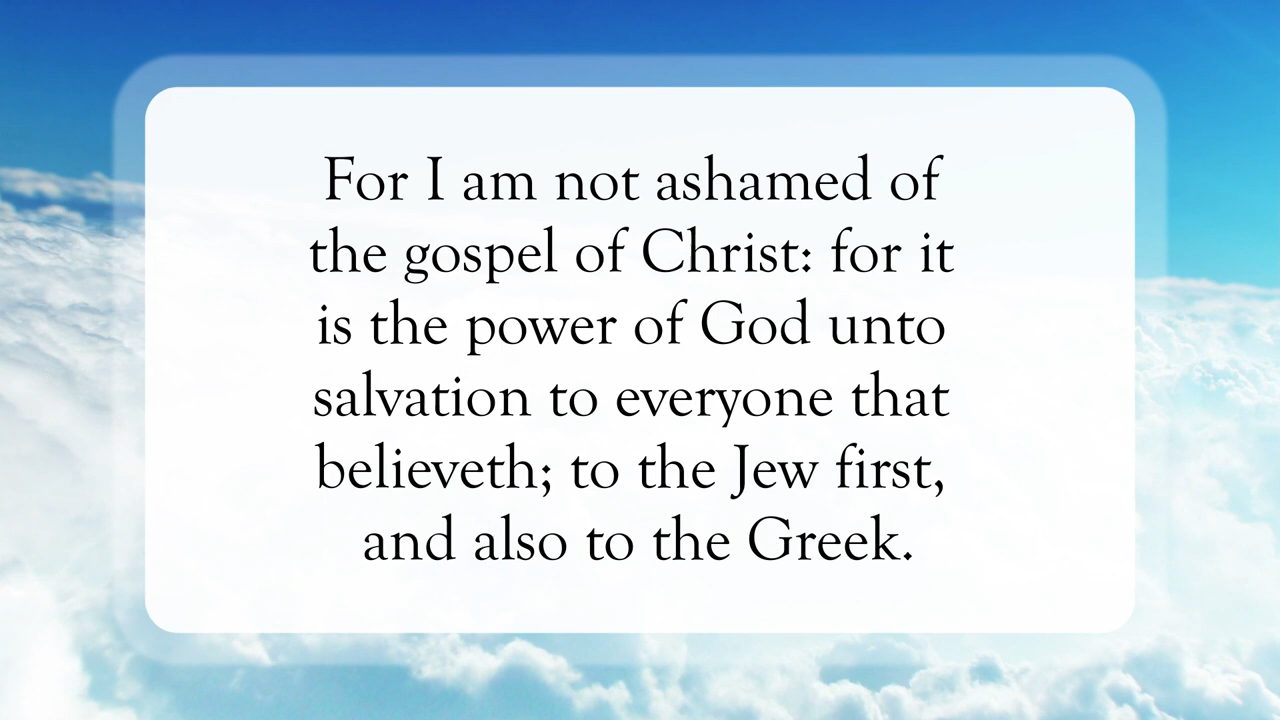 For I am not ashamed of
the gospel of Christ: for it
is the power of God unto
salvation to everyone that
believeth; to the Jew first,
and also to the Greek.